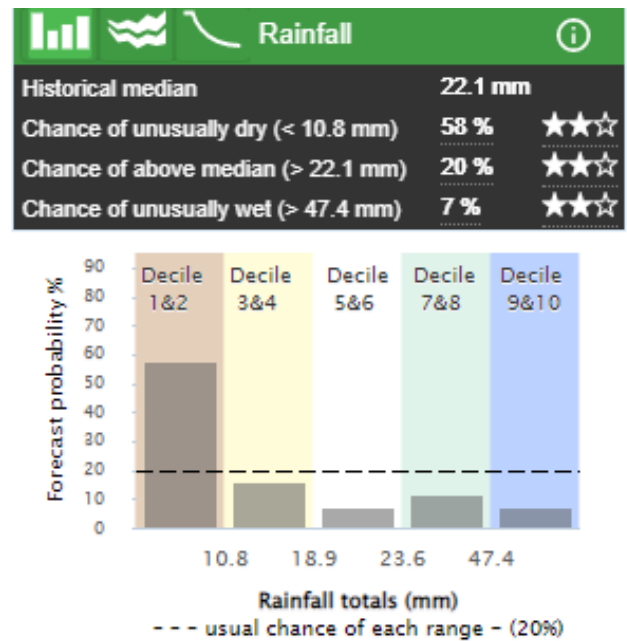 Rainfall
Historical median 22.1 mm
Chance of unusually dry (< 10.8 mm) 58 %
Chance of above median (> 22.1 mm) 20 %
Chance of unusually wet (> 47.4 mm) 7 %
Decile 1&2
Decile 3&4
Decile 5&6
Decile 7&8
Decile 9&10
Forecast probability %
90
80
70
60
50
40
30
20
10
0
10.8 18.9 23.6 47.4
Rainfall totals (mm)
- - - usual chance of each range - (20%)